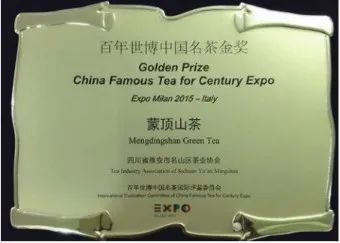 百年世博中国名茶金奖
Golden Prize
China Famous Tea for Century Expo
Expo Milan 2015 – Italy
蒙顶山茶
Mengdingshan Green Tea
四川省雅安市名山区茶业协会
Tea Industry Association of Sichuan Ya'an Mingshan
百年世博中国名茶国际评鉴委员会
International Evaluation Committee of China Famous Tea for Century Expo
EXPO